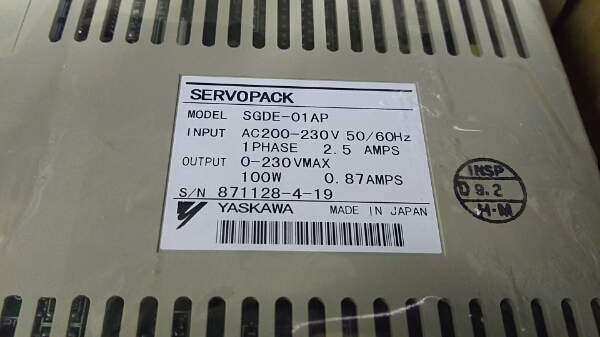 SERVOPACK
MODEL SGDE-01AP
INPUT AC200-230V 50/60Hz
1PHASE 2.5 AMPS
OUTPUT 0-230VMAX
100W 0.87AMPS
S/N 871128-4-19
YASKAWA MADE IN JAPAN
INSP
D 9.2
H·M